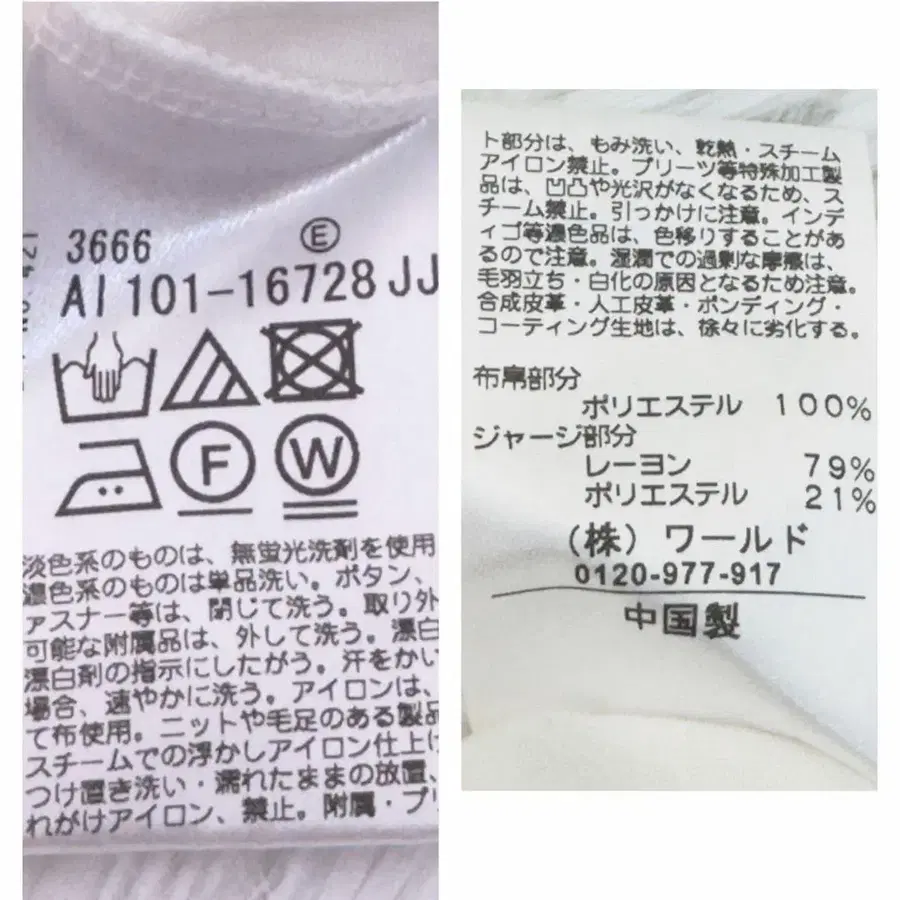 3666 Ⓔ
AI 101-16728 JJ
F W
淡色系のものは、無蛍光洗剤を使用
濃色系のものは単品洗い。ボタン、
ァスナー等は、閉じて洗う。取り外
可能な附属品は、外して洗う。漂白
漂白剤の指示にしたがう。汗をかい
場合、速やかに洗う。アイロンは、
て布使用。ニットや毛足のある製品
スチームでの浮かしアイロン仕上げ
つけ置き洗い・濡れたままの放置、
れがけアイロン、禁止。附属・プリ
ト部分は、もみ洗い、乾熱・スチーム
アイロン禁止。プリーツ等特殊加工製
品は、凹凸や光沢がなくなるため、ス
チーム禁止。引っかけに注意。インデ
ィゴ等濃色品は、色移りすることがあ
るので注意。湿潤での過剰な摩擦は、
毛羽立ち・白化の原因となるため注意。
合成皮革・人工皮革・ボンディング・
コーティング生地は、徐々に劣化する。
布帛部分
ポリエステル 100%
ジャージ部分
レーヨン 79%
ポリエステル 21%
(株)ワールド
0120-977-917
中国製